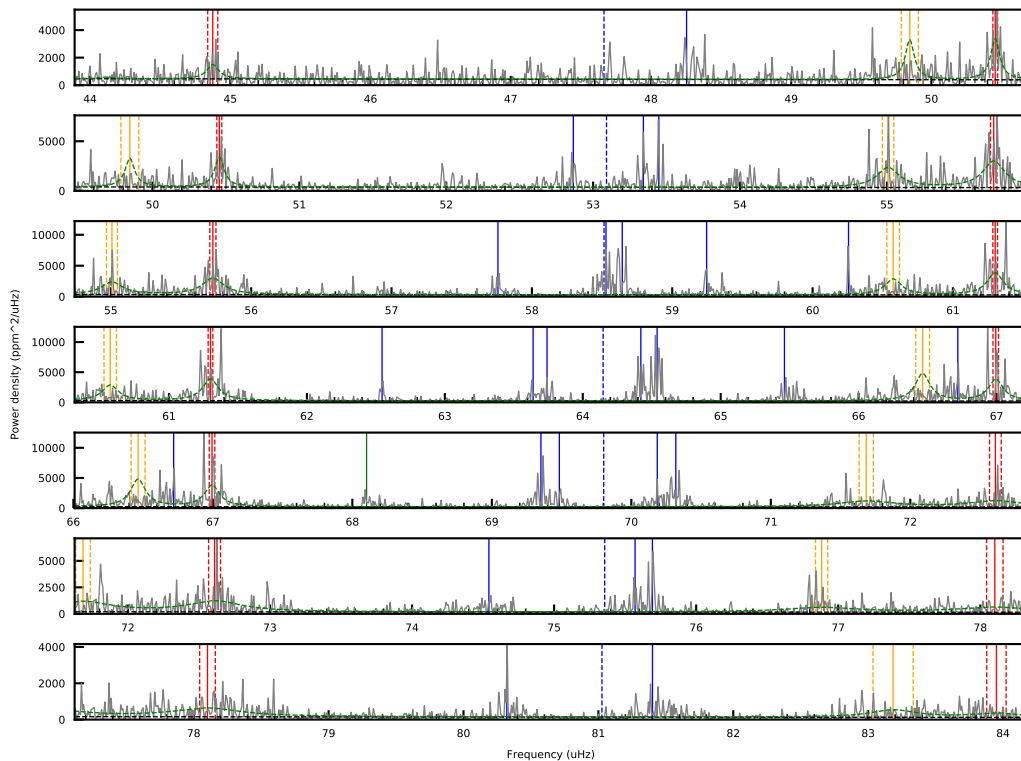 4000
2000
0
44 45 46 47 48 49 50
5000
0
50 51 52 53 54 55
10000
5000
0
55 56 57 58 59 60 61
10000
5000
0
61 62 63 64 65 66 67
Power density (ppm^2/uHz)
10000
5000
0
66 67 68 69 70 71 72
5000
2500
0
72 73 74 75 76 77 78
4000
2000
0
78 79 80 81 82 83 84
Frequency (uHz)